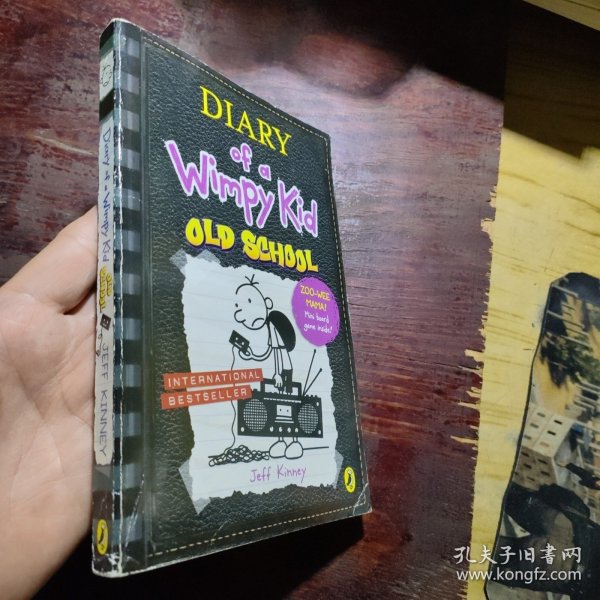 DIARY
of a
Wimpy Kid
OLD SCHOOL
ZOO-WEE
MAMA!
Mini board
game inside!
INTERNATIONAL
BESTSELLER
Jeff Kinney
Diary of a Wimpy Kid
JEFF KINNEY
孔夫子旧书网
www.kongfz.com